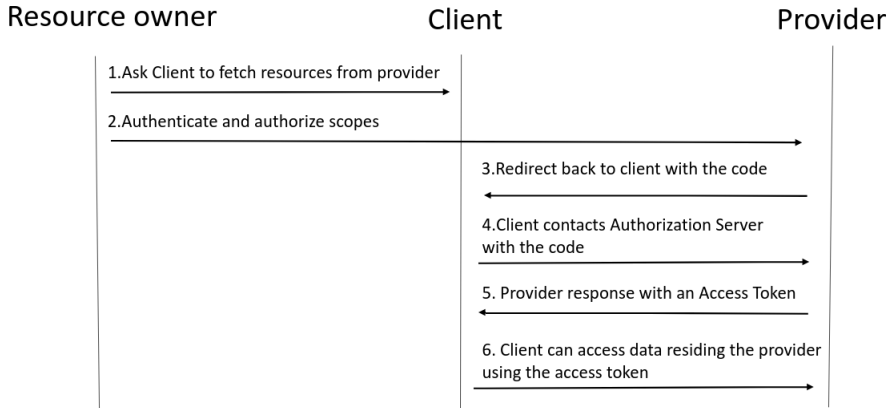 Resource owner
Client
Provider
1.Ask Client to fetch resources from provider
2.Authenticate and authorize scopes
3.Redirect back to client with the code
4.Client contacts Authorization Server
with the code
5. Provider response with an Access Token
6. Client can access data residing the provider
using the access token